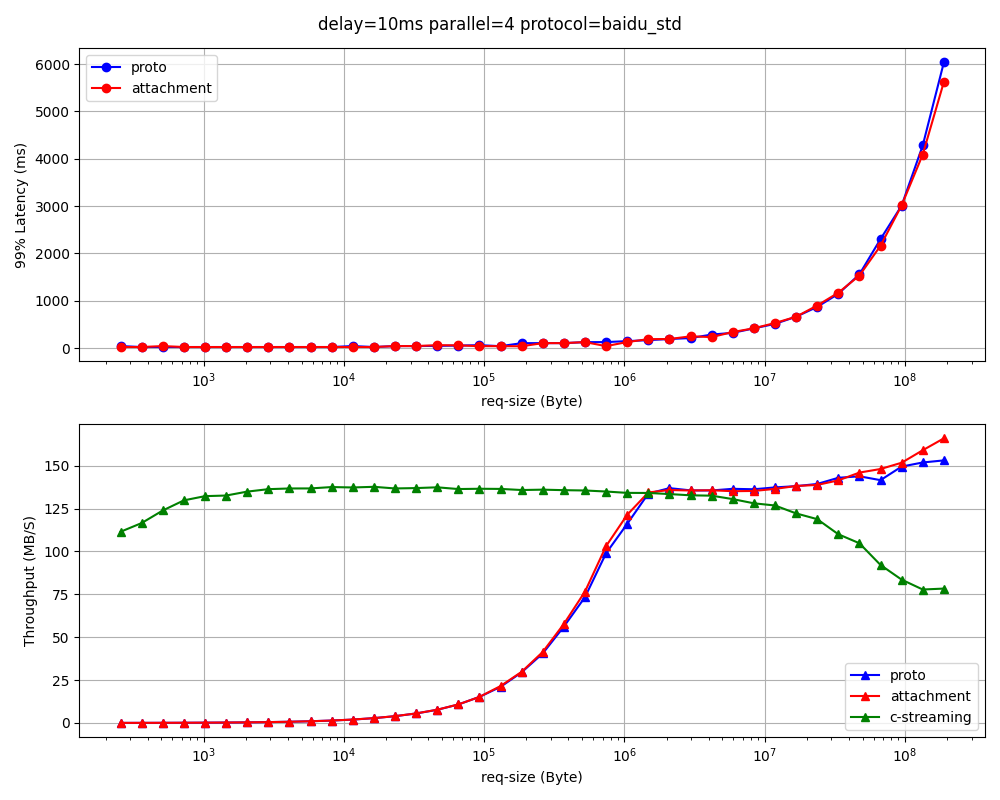 delay=10ms parallel=4 protocol=baidu_std
proto
attachment
6000
5000
4000
3000
2000
1000
0
99% Latency (ms)
10^3 10^4 10^5 10^6 10^7 10^8
req-size (Byte)
150
125
100
75
50
25
0
Throughput (MB/S)
proto
attachment
c-streaming
10^3 10^4 10^5 10^6 10^7 10^8
req-size (Byte)